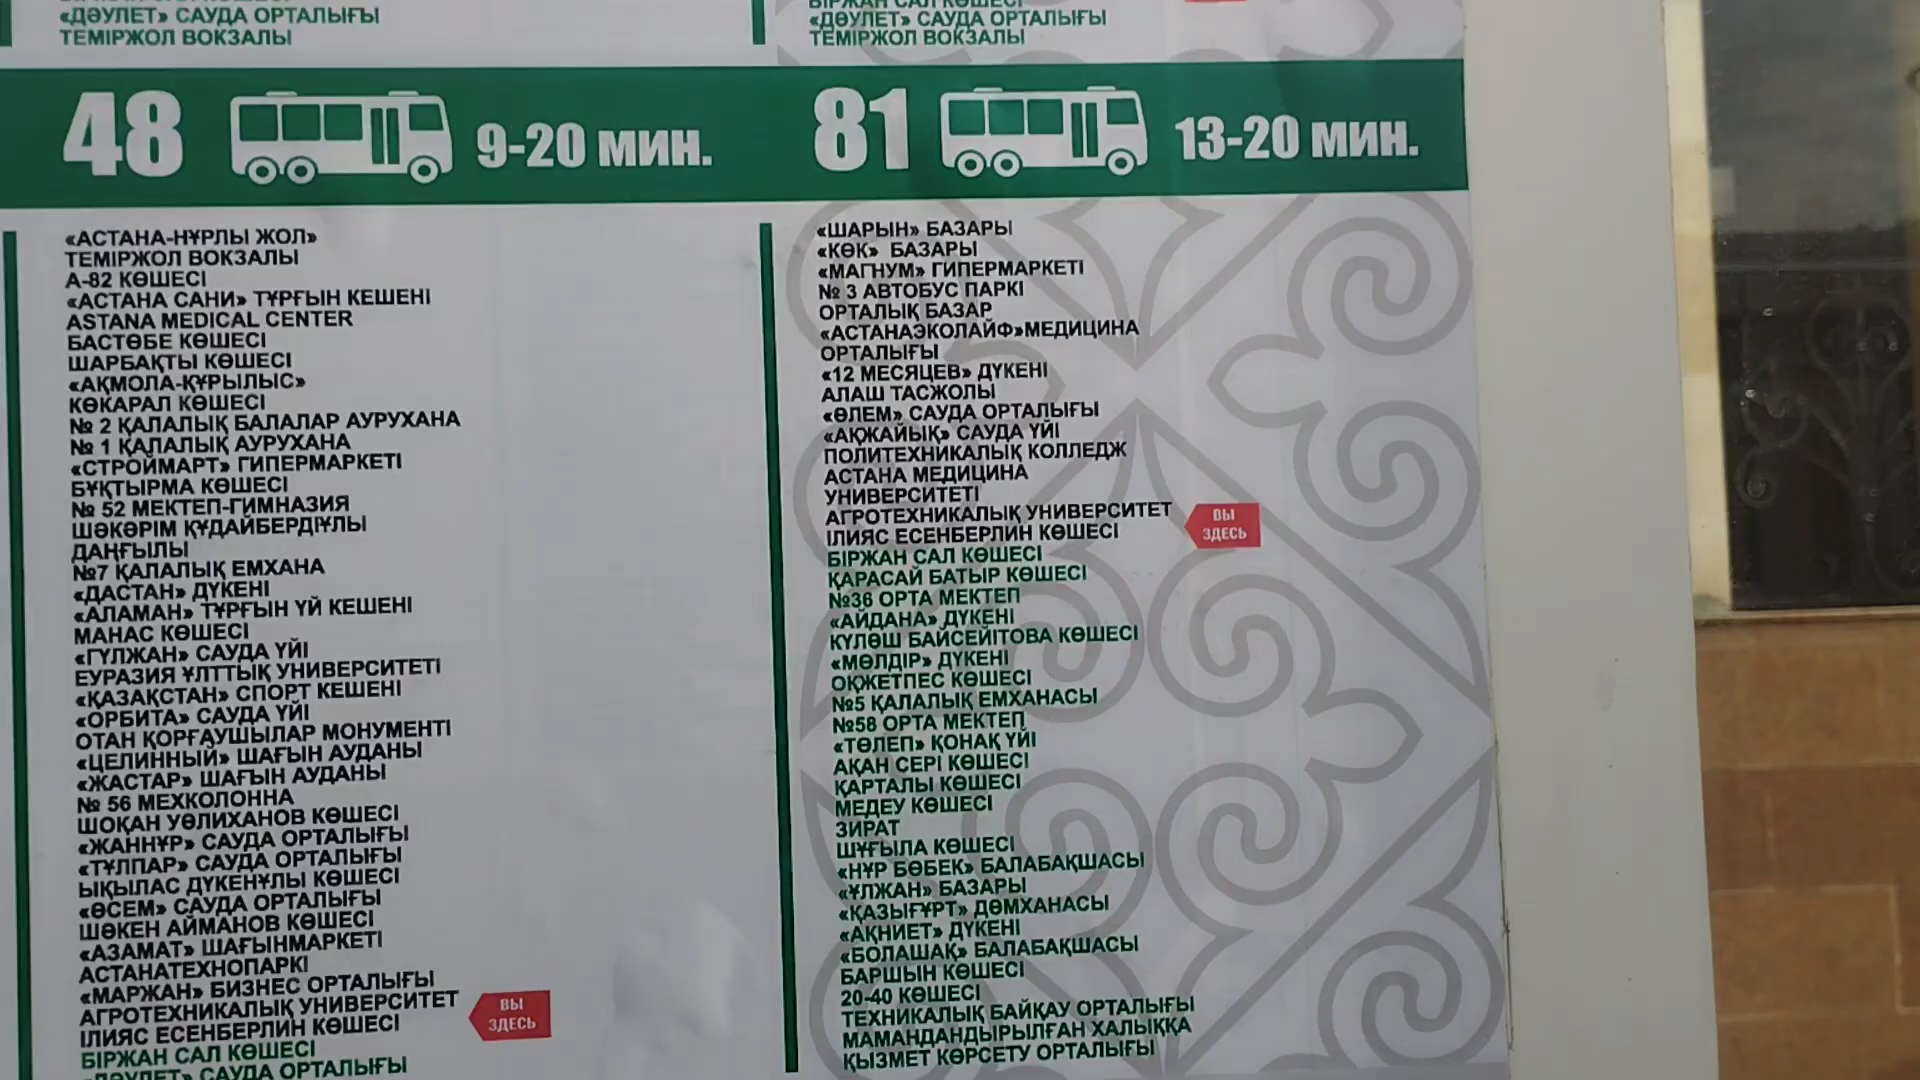 «ДӘУЛЕТ» САУДА ОРТАЛЫҒЫ
ТЕМІРЖОЛ ВОКЗАЛЫ
БІРЖАН САЛ КӨШЕСІ
«ДӘУЛЕТ» САУДА ОРТАЛЫҒЫ
ТЕМІРЖОЛ ВОКЗАЛЫ
48 9-20 МИН.
«АСТАНА-НҰРЛЫ ЖОЛ»
ТЕМІРЖОЛ ВОКЗАЛЫ
А-82 КӨШЕСІ
«АСТАНА САНИ» ТҰРҒЫН КЕШЕНІ
ASTANA MEDICAL CENTER
БАСТӨБЕ КӨШЕСІ
ШАРБАҚТЫ КӨШЕСІ
«АҚМОЛА-ҚҰРЫЛЫС»
КӨКАРАЛ КӨШЕСІ
№ 2 ҚАЛАЛЫҚ БАЛАЛАР АУРУХАНА
№ 1 ҚАЛАЛЫҚ АУРУХАНА
«СТРОЙМАРТ» ГИПЕРМАРКЕТІ
БҰҚТЫРМА КӨШЕСІ
№ 52 МЕКТЕП-ГИМНАЗИЯ
ШӘКӘРІМ ҚҰДАЙБЕРДІҰЛЫ
ДАҢҒЫЛЫ
№7 ҚАЛАЛЫҚ ЕМХАНА
«ДАСТАН» ДҮКЕНІ
«АЛАМАН» ТҰРҒЫН ҮЙ КЕШЕНІ
МАНАС КӨШЕСІ
«ГҮЛЖАН» САУДА ҮЙІ
ЕУРАЗИЯ ҰЛТТЫҚ УНИВЕРСИТЕТІ
«ҚАЗАҚСТАН» СПОРТ КЕШЕНІ
«ОРБИТА» САУДА ҮЙІ
ОТАН ҚОРҒАУШЫЛАР МОНУМЕНТІ
«ЦЕЛИННЫЙ» ШАҒЫН АУДАНЫ
«ЖАСТАР» ШАҒЫН АУДАНЫ
№ 56 МЕХКОЛОННА
ШОҚАН УӘЛИХАНОВ КӨШЕСІ
«ЖАННҰР» САУДА ОРТАЛЫҒЫ
«ТҰЛПАР» САУДА ОРТАЛЫҒЫ
ЫҚЫЛАС ДҮКЕНҰЛЫ КӨШЕСІ
«ӘСЕМ» САУДА ОРТАЛЫҒЫ
ШӘКЕН АЙМАНОВ КӨШЕСІ
«АЗАМАТ» ШАҒЫНМАРКЕТІ
АСТАНАТЕХНОПАРКІ
«МАРЖАН» БИЗНЕС ОРТАЛЫҒЫ
АГРОТЕХНИКАЛЫҚ УНИВЕРСИТЕТ
ІЛИЯС ЕСЕНБЕРЛИН КӨШЕСІ
ВЫ
ЗДЕСЬ
БІРЖАН САЛ КӨШЕСІ
«ДӘУЛЕТ» САУДА ОРТАЛЫҒЫ
81 13-20 МИН.
«ШАРЫН» БАЗАРЫ
«КӨК» БАЗАРЫ
«МАГНУМ» ГИПЕРМАРКЕТІ
№ 3 АВТОБУС ПАРКІ
ОРТАЛЫҚ БАЗАР
«АСТАНАЭКОЛАЙФ»МЕДИЦИНА
ОРТАЛЫҒЫ
«12 МЕСЯЦЕВ» ДҮКЕНІ
АЛАШ ТАСЖОЛЫ
«ӘЛЕМ» САУДА ОРТАЛЫҒЫ
«АҚЖАЙЫҚ» САУДА ҮЙІ
ПОЛИТЕХНИКАЛЫҚ КОЛЛЕДЖ
АСТАНА МЕДИЦИНА
УНИВЕРСИТЕТІ
АГРОТЕХНИКАЛЫҚ УНИВЕРСИТЕТ
ІЛИЯС ЕСЕНБЕРЛИН КӨШЕСІ
ВЫ
ЗДЕСЬ
БІРЖАН САЛ КӨШЕСІ
ҚАРАСАЙ БАТЫР КӨШЕСІ
№36 ОРТА МЕКТЕП
«АЙДАНА» ДҮКЕНІ
КҮЛӘШ БАЙСЕЙІТОВА КӨШЕСІ
«МӨЛДІР» ДҮКЕНІ
ОҚЖЕТПЕС КӨШЕСІ
№5 ҚАЛАЛЫҚ ЕМХАНАСЫ
№58 ОРТА МЕКТЕП
«ТӨЛЕП» ҚОНАҚ ҮЙІ
АҚАН СЕРІ КӨШЕСІ
ҚАРТАЛЫ КӨШЕСІ
МЕДЕУ КӨШЕСІ
ЗИРАТ
ШҰҒЫЛА КӨШЕСІ
«НҰР БӨБЕК» БАЛАБАҚШАСЫ
«ҰЛЖАН» БАЗАРЫ
«ҚАЗЫҒҰРТ» ДӘМХАНАСЫ
«АҚНИЕТ» ДҮКЕНІ
«БОЛАШАҚ» БАЛАБАҚШАСЫ
БАРШЫН КӨШЕСІ
20-40 КӨШЕСІ
ТЕХНИКАЛЫҚ БАЙҚАУ ОРТАЛЫҒЫ
МАМАНДАНДЫРЫЛҒАН ХАЛЫҚҚА
ҚЫЗМЕТ КӨРСЕТУ ОРТАЛЫҒЫ